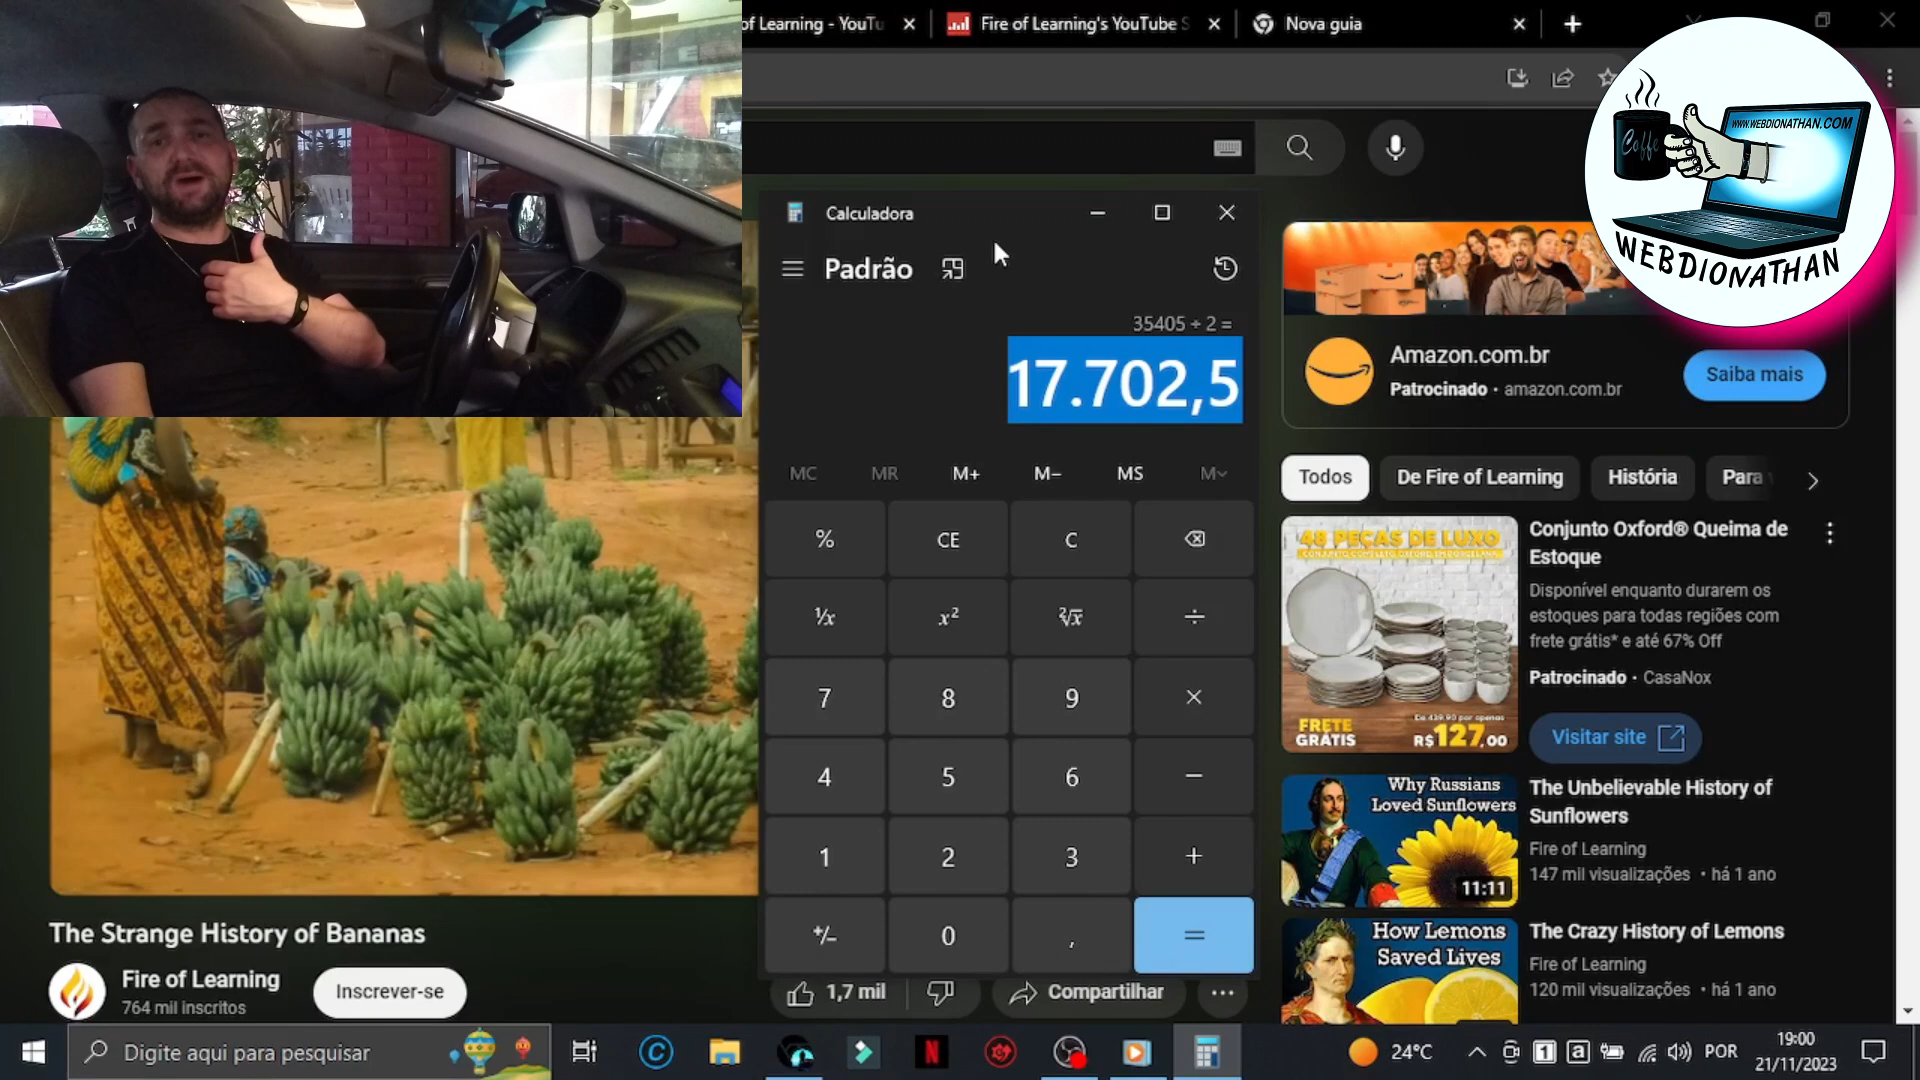 of Learning - YouTu
Fire of Learning's YouTube S
Nova guia
Calculadora
Padrão
35405 ÷ 2 =
17.702,5
MC MR M+ M− MS M
% CE C
¹/x x² ²√x ÷
7 8 9 ×
4 5 6 −
1 2 3 +
+/− 0 , =
Coffe
WWW.WEBDIONATHAN.COM
WEBDIONATHAN
Amazon.com.br
Patrocinado · amazon.com.br
Saiba mais
Todos
De Fire of Learning
História
Para
48 PEÇAS DE LUXO
FRETE
GRÁTIS
R$127,00
Conjunto Oxford® Queima de
Estoque
Disponível enquanto durarem os
estoques para todas regiões com
frete grátis* e até 67% Off
Patrocinado · CasaNox
Visitar site
Why Russians
Loved Sunflowers
11:11
The Unbelievable History of
Sunflowers
Fire of Learning
147 mil visualizações · há 1 ano
How Lemons
Saved Lives
The Crazy History of Lemons
Fire of Learning
120 mil visualizações · há 1 ano
The Strange History of Bananas
Fire of Learning
764 mil inscritos
Inscrever-se
1,7 mil
Compartilhar
Digite aqui para pesquisar
24°C
POR
19:00
21/11/2023